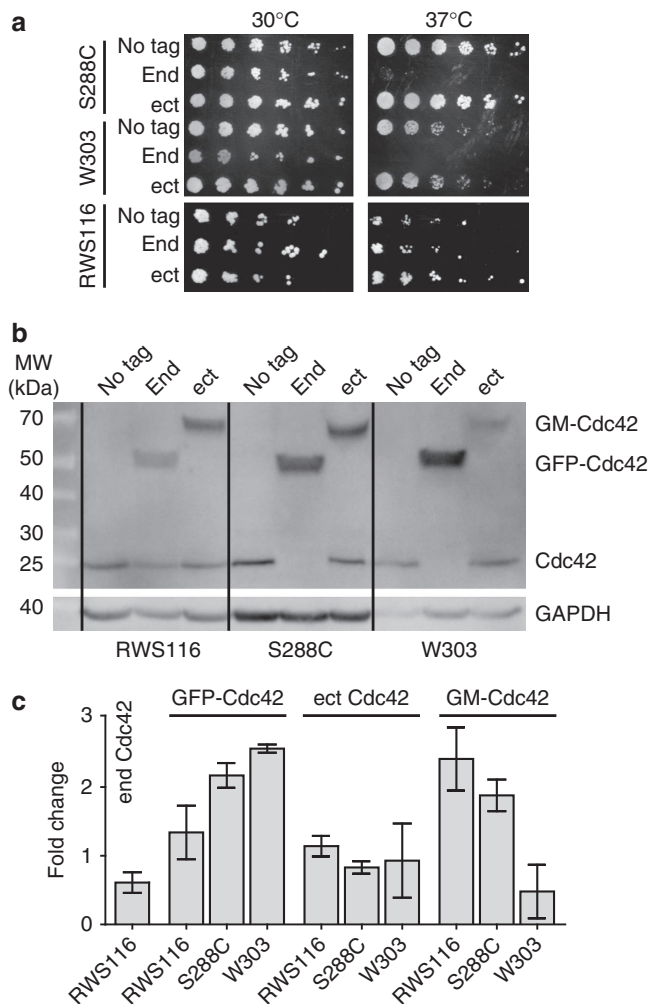 a
30°C 37°C
S288C
No tag
End
ect
W303
No tag
End
ect
RWS116
No tag
End
ect
b
MW
(kDa)
No tag End ect No tag End ect No tag End ect
70
50
40
30
25
40
GM-Cdc42
GFP-Cdc42
Cdc42
GAPDH
RWS116 S288C W303
c
GFP-Cdc42 ect Cdc42 GM-Cdc42
end Cdc42
Fold change
3
2
1
0
RWS116 RWS116 S288C W303 RWS116 S288C W303 RWS116 S288C W303